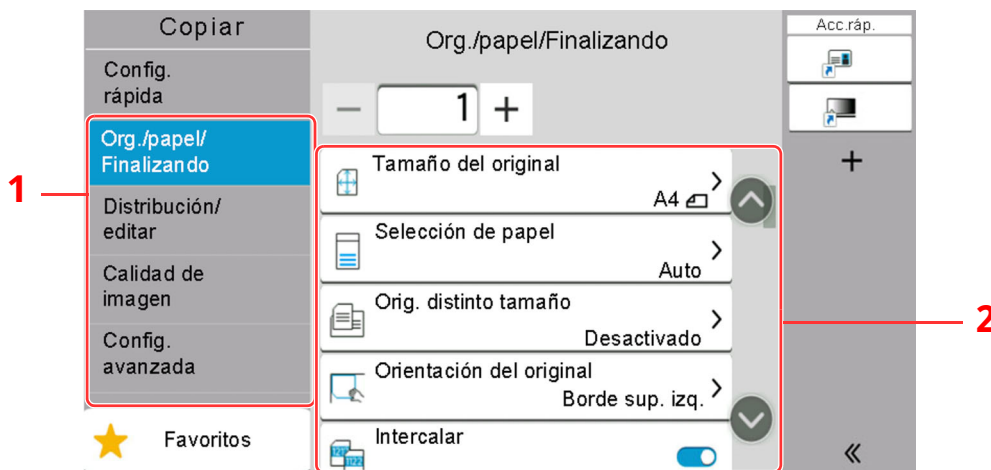 Copiar
Config.
rápida
Org./papel/
Finalizando
Distribución/
editar
Calidad de
imagen
Config.
avanzada
Favoritos
1
Org./papel/Finalizando
1
Tamaño del original
A4
Selección de papel
Auto
Orig. distinto tamaño
Desactivado
Orientación del original
Borde sup. izq.
Intercalar
2
Acc.ráp.